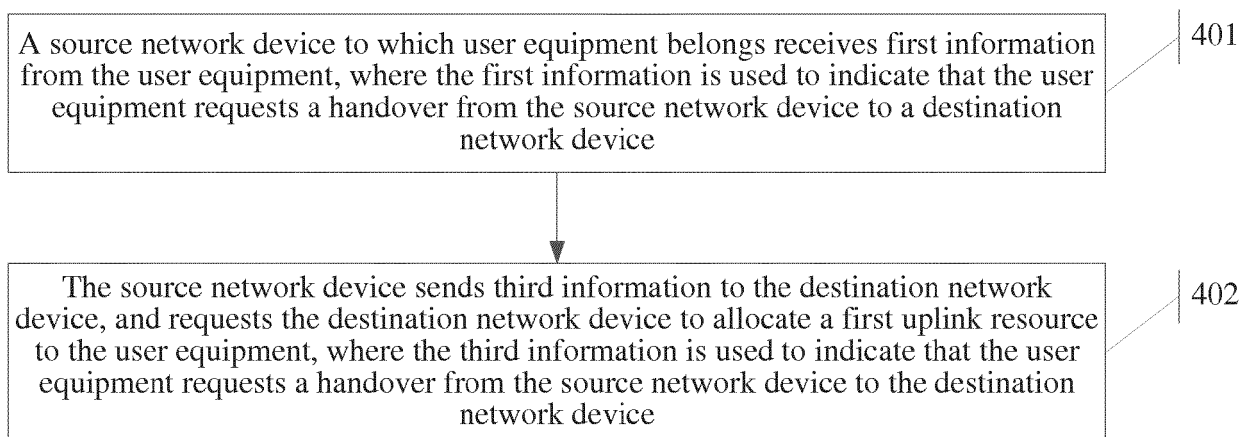 A source network device to which user equipment belongs receives first information
from the user equipment, where the first information is used to indicate that the user
equipment requests a handover from the source network device to a destination
network device
401
The source network device sends third information to the destination network
device, and requests the destination network device to allocate a first uplink resource
to the user equipment, where the third information is used to indicate that the user
equipment requests a handover from the source network device to the destination
network device
402